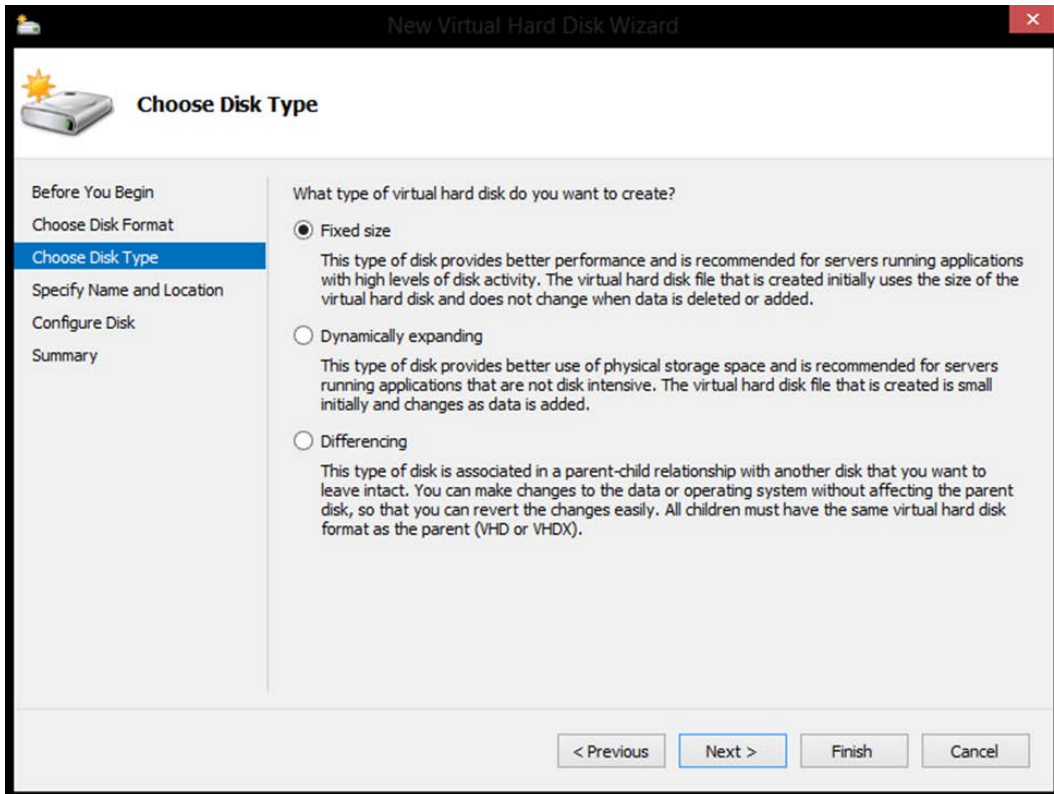 New Virtual Hard Disk Wizard
Choose Disk Type
Before You Begin
Choose Disk Format
Choose Disk Type
Specify Name and Location
Configure Disk
Summary
What type of virtual hard disk do you want to create?
Fixed size
This type of disk provides better performance and is recommended for servers running applications
with high levels of disk activity. The virtual hard disk file that is created initially uses the size of the
virtual hard disk and does not change when data is deleted or added.
Dynamically expanding
This type of disk provides better use of physical storage space and is recommended for servers
running applications that are not disk intensive. The virtual hard disk file that is created is small
initially and changes as data is added.
Differencing
This type of disk is associated in a parent-child relationship with another disk that you want to
leave intact. You can make changes to the data or operating system without affecting the parent
disk, so that you can revert the changes easily. All children must have the same virtual hard disk
format as the parent (VHD or VHDX).
< Previous
Next >
Finish
Cancel